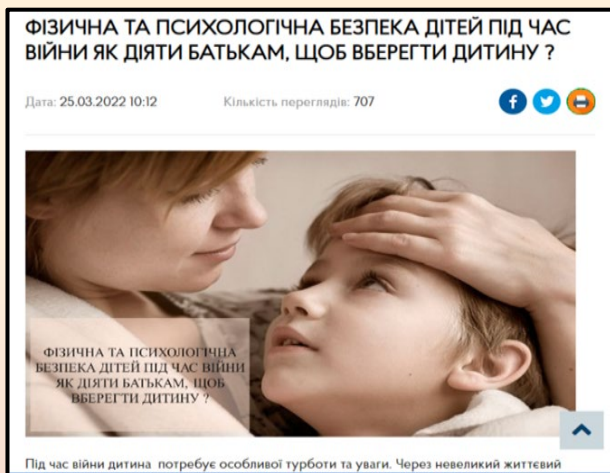 ФІЗИЧНА ТА ПСИХОЛОГІЧНА БЕЗПЕКА ДІТЕЙ ПІД ЧАС
ВІЙНИ ЯК ДІЯТИ БАТЬКАМ, ЩОБ ВБЕРЕГТИ ДИТИНУ ?
Дата: 25.03.2022 10:12 Кількість переглядів: 707
ФІЗИЧНА ТА ПСИХОЛОГІЧНА
БЕЗПЕКА ДІТЕЙ ПІД ЧАС ВІЙНИ
ЯК ДІЯТИ БАТЬКАМ, ЩОБ
ВБЕРЕГТИ ДИТИНУ ?
Під час війни дитина потребує особливої турботи та уваги. Через невеликий життєвий